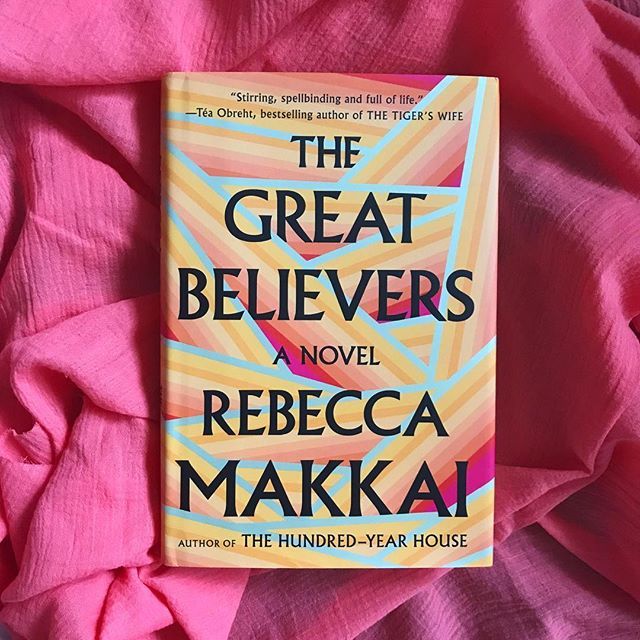 “Stirring, spellbinding and full of life.”
—Téa Obreht, bestselling author of THE TIGER'S WIFE
THE
GREAT
BELIEVERS
A NOVEL
REBECCA
MAKKAI
AUTHOR OF THE HUNDRED–YEAR HOUSE